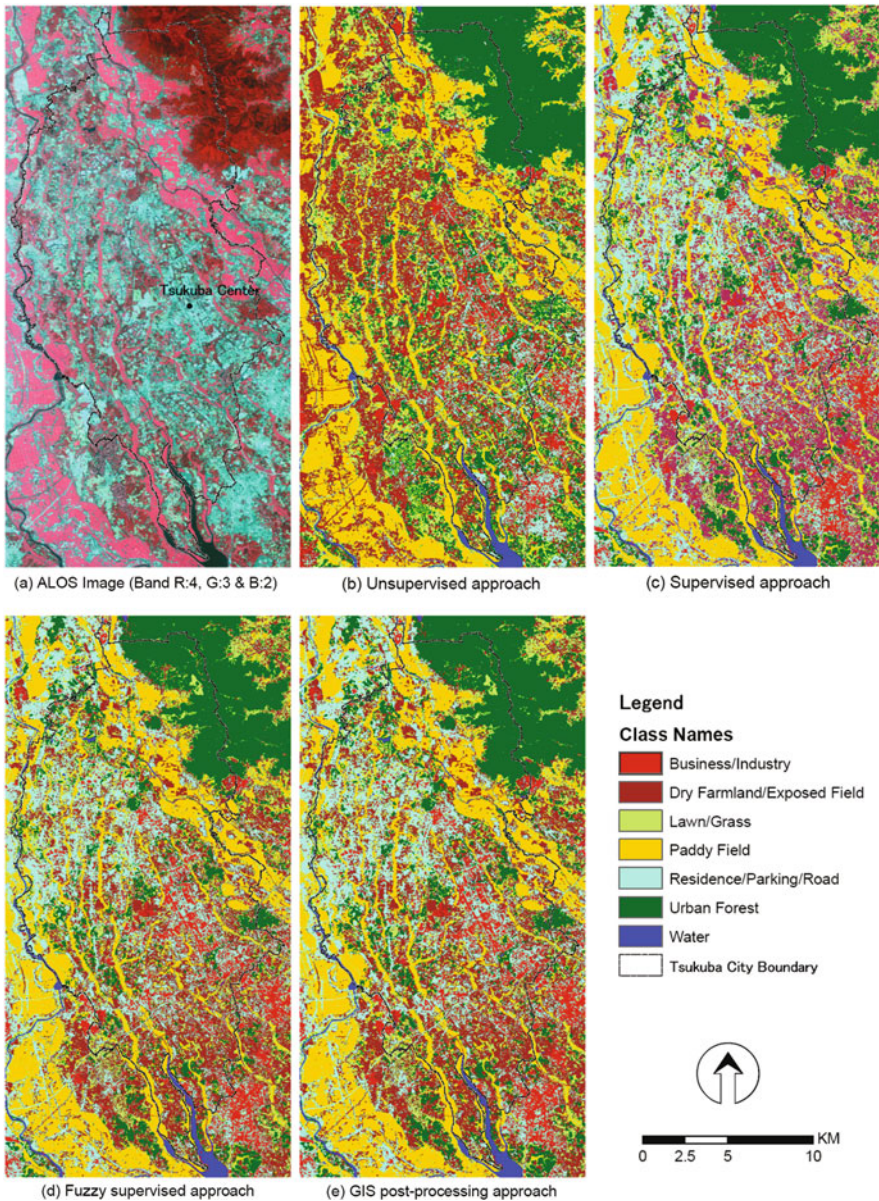 Tsukuba Center
(a) ALOS Image (Band R:4, G:3 & B:2)
(b) Unsupervised approach
(c) Supervised approach
(d) Fuzzy supervised approach
(e) GIS post-processing approach
Legend
Class Names
Business/Industry
Dry Farmland/Exposed Field
Lawn/Grass
Paddy Field
Residence/Parking/Road
Urban Forest
Water
Tsukuba City Boundary
KM
0 2.5 5 10